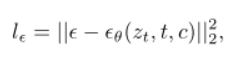 l_ϵ = ||ϵ − ϵ_θ(z_t, t, c)||_2^2,